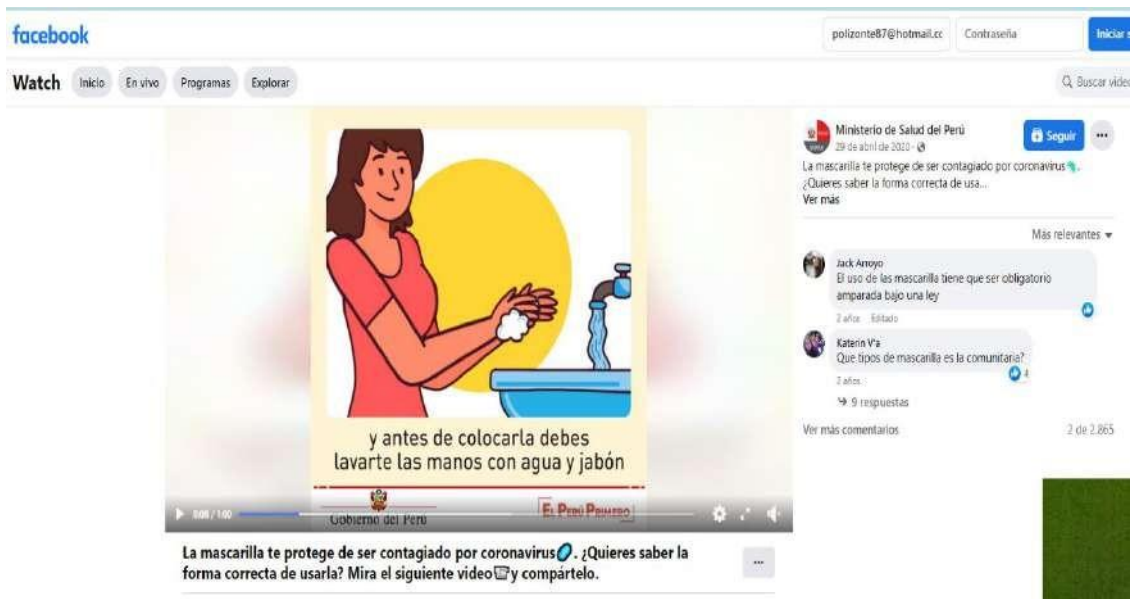 facebook
polizonte87@hotmail.cc
Contraseña
Iniciar s
Watch
Inicio
En vivo
Programas
Explorar
Buscar video
Ministerio de Salud del Perú
Seguir
29 de abril de 2020
La mascarilla te protege de ser contagiado por coronavirus.
¿Quieres saber la forma correcta de usa...
Ver más
Más relevantes
Jack Arroyo
El uso de las mascarilla tiene que ser obligatorio
amparada bajo una ley
2 años Editado
Katerin V'a
Que tipos de mascarilla es la comunitaria?
4
2 años
9 respuestas
Ver más comentarios
2 de 2.865
y antes de colocarla debes
lavarte las manos con agua y jabón
0:08 / 1:00
Gobierno del Perú
EL PERÚ PRIMERO
La mascarilla te protege de ser contagiado por coronavirus. ¿Quieres saber la
forma correcta de usarla? Mira el siguiente video y compártelo.